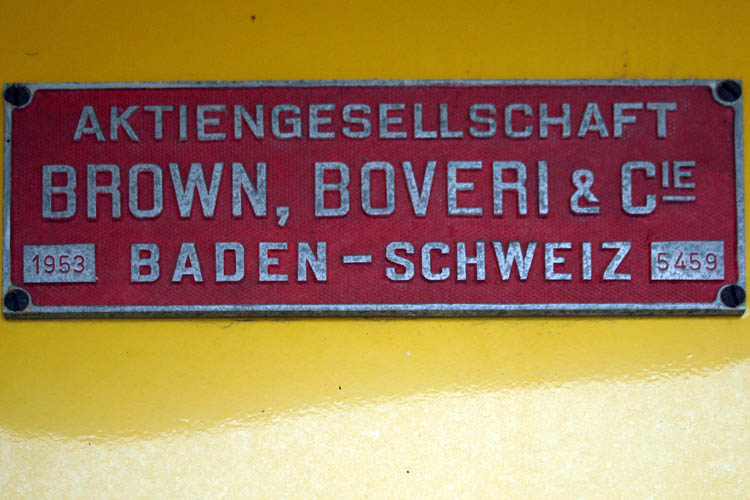 AKTIENGESELLSCHAFT
BROWN, BOVERI & CIE
1953 BADEN-SCHWEIZ 5459